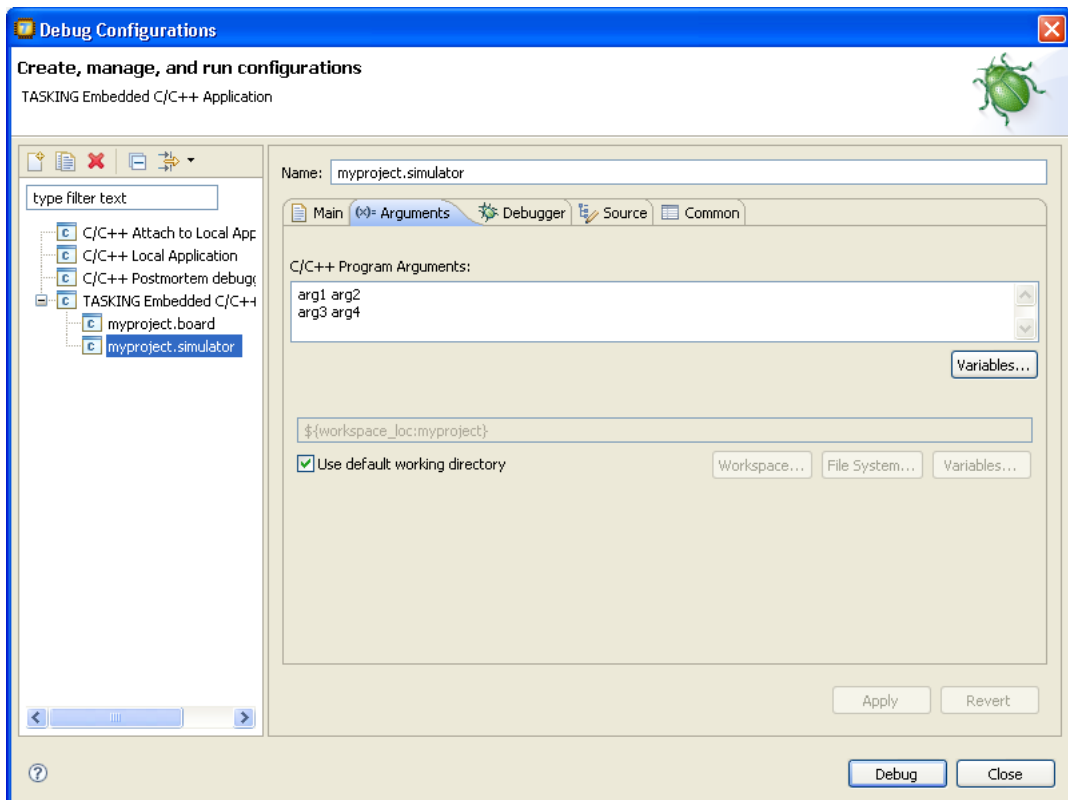 Debug Configurations
Create, manage, and run configurations
TASKING Embedded C/C++ Application
type filter text
C/C++ Attach to Local App
C/C++ Local Application
C/C++ Postmortem debugg
TASKING Embedded C/C++
myproject.board
myproject.simulator
Name: myproject.simulator
Main (x)= Arguments Debugger Source Common
C/C++ Program Arguments:
arg1 arg2
arg3 arg4
Variables...
${workspace_loc:myproject}
Use default working directory Workspace... File System... Variables...
Apply Revert
Debug Close